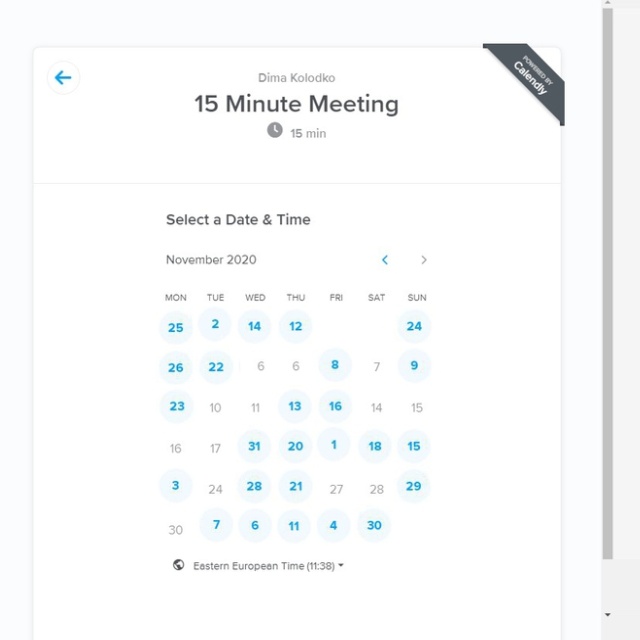 POWERED BY
Calendly
Dima Kolodko
15 Minute Meeting
15 min
Select a Date & Time
November 2020
MON TUE WED THU FRI SAT SUN
25 2 14 12 24
26 22 6 6 8 7 9
23 10 11 13 16 14 15
16 17 31 20 1 18 15
3 24 28 21 27 28 29
30 7 6 11 4 30
Eastern European Time (11:38)